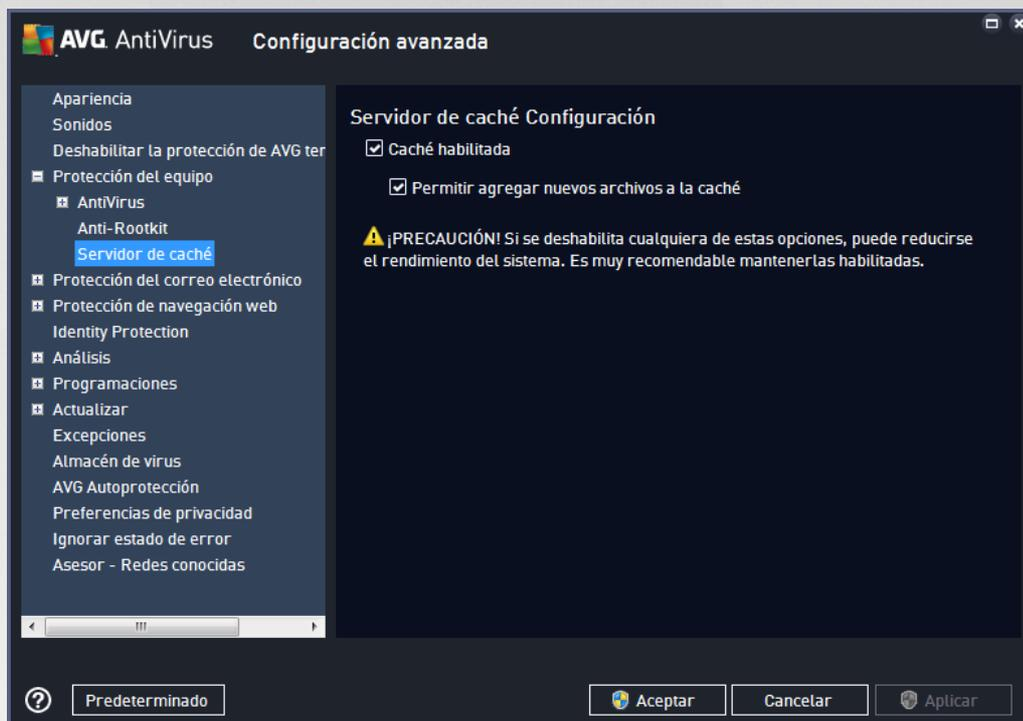 AVG AntiVirus Configuración avanzada
Apariencia
Sonidos
Deshabilitar la protección de AVG ter
Protección del equipo
AntiVirus
Anti-Rootkit
Servidor de caché
Protección del correo electrónico
Protección de navegación web
Identity Protection
Análisis
Programaciones
Actualizar
Excepciones
Almacén de virus
AVG Autoprotección
Preferencias de privacidad
Ignorar estado de error
Asesor - Redes conocidas
Servidor de caché Configuración
Caché habilitada
Permitir agregar nuevos archivos a la caché
¡PRECAUCIÓN! Si se deshabilita cualquiera de estas opciones, puede reducirse
el rendimiento del sistema. Es muy recomendable mantenerlas habilitadas.
Predeterminado
Aceptar
Cancelar
Aplicar